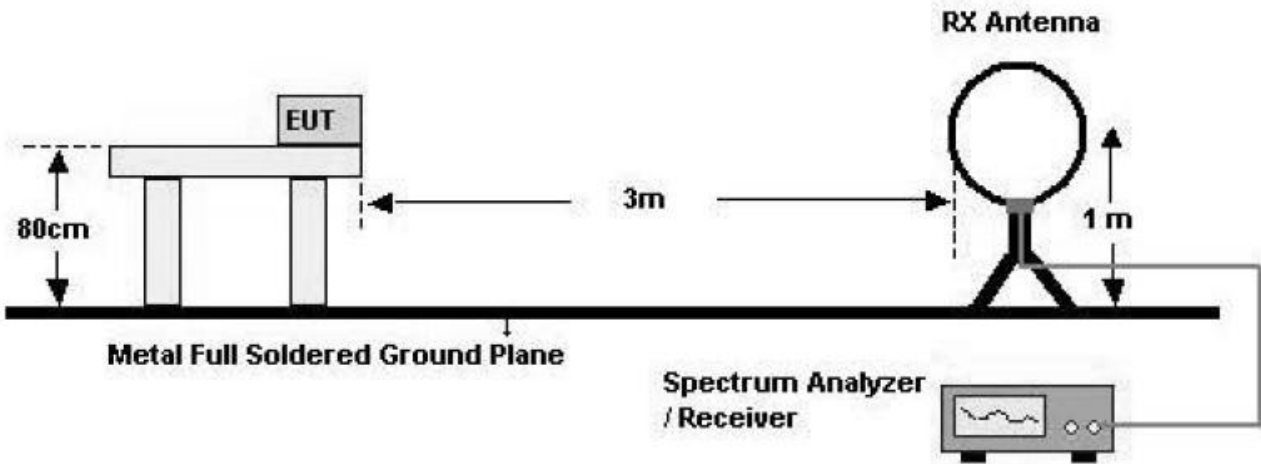 RX Antenna
EUT
3m
80cm
1 m
Metal Full Soldered Ground Plane
Spectrum Analyzer
/ Receiver